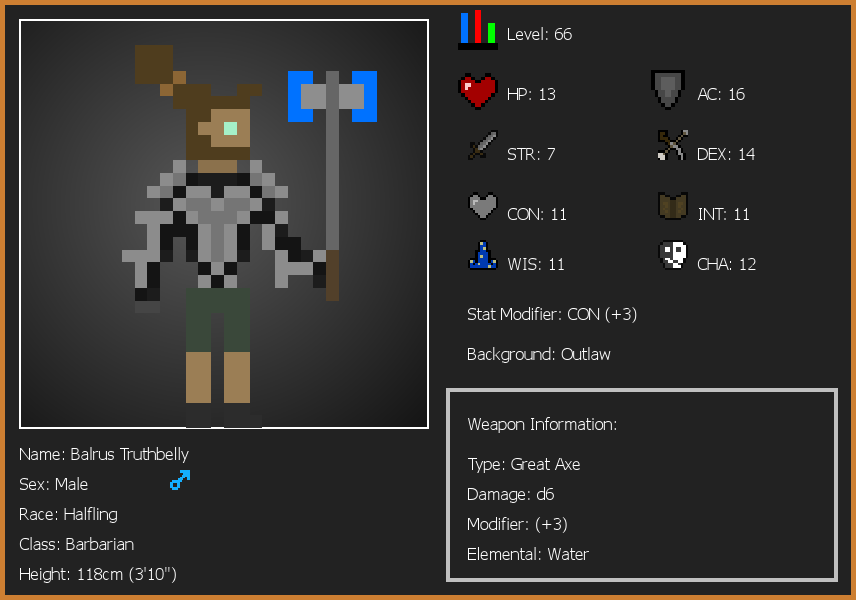 Level: 66
HP: 13
AC: 16
STR: 7
DEX: 14
CON: 11
INT: 11
WIS: 11
CHA: 12
Stat Modifier: CON (+3)
Background: Outlaw
Weapon Information:
Type: Great Axe
Damage: d6
Modifier: (+3)
Elemental: Water
Name: Balrus Truthbelly
Sex: Male
Race: Halfling
Class: Barbarian
Height: 118cm (3'10")